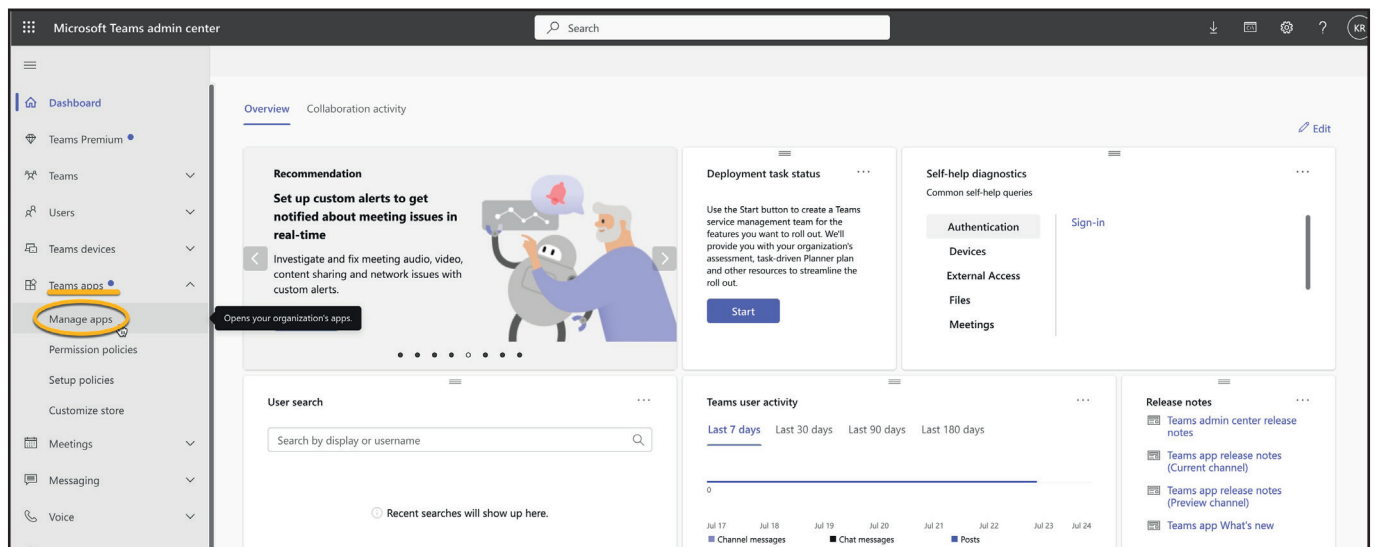 Microsoft Teams admin center
Search
KR
Dashboard
Teams Premium
Teams
Users
Teams devices
Teams apps
Manage apps
Permission policies
Setup policies
Customize store
Meetings
Messaging
Voice
Opens your organization's apps.
Overview
Collaboration activity
Edit
Recommendation
Set up custom alerts to get
notified about meeting issues in
real-time
Investigate and fix meeting audio, video,
content sharing and network issues with
custom alerts.
Deployment task status
Use the Start button to create a Teams
service management team for the
features you want to roll out. We'll
provide you with your organization's
assessment, task-driven Planner plan
and other resources to streamline the
roll out.
Start
Self-help diagnostics
Common self-help queries
Authentication
Devices
External Access
Files
Meetings
Sign-in
User search
Search by display or username
Recent searches will show up here.
Teams user activity
Last 7 days Last 30 days Last 90 days Last 180 days
0
Jul 17 Jul 18 Jul 19 Jul 20 Jul 21 Jul 22 Jul 23 Jul 24
Channel messages Chat messages Posts
Release notes
Teams admin center release
notes
Teams app release notes
(Current channel)
Teams app release notes
(Preview channel)
Teams app What's new